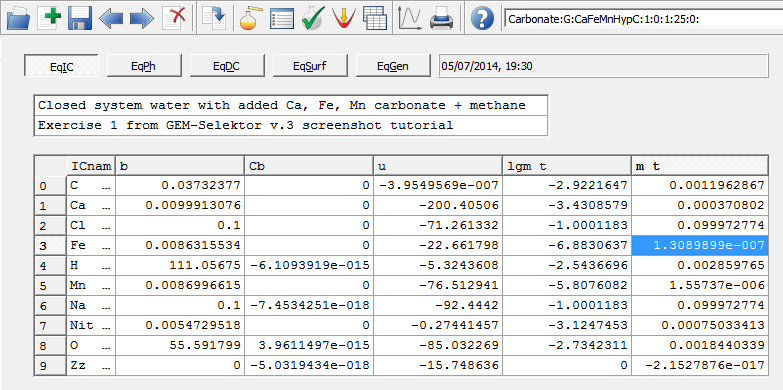 Carbonate:G:CaFeMnHypC:1:0:1:25:0:
EqIC EqPh EqDC EqSurf EqGen 05/07/2014, 19:30
Closed system water with added Ca, Fe, Mn carbonate + methane
Exercise 1 from GEM-Selektor v.3 screenshot tutorial
ICnam b Cb u lgm t m t
0 C ... 0.03732377 0 -3.9549569e-007 -2.9221647 0.0011962867
1 Ca ... 0.0099913076 0 -200.40506 -3.4308579 0.000370802
2 Cl ... 0.1 0 -71.261332 -1.0001183 0.099972774
3 Fe ... 0.0086315534 0 -22.661798 -6.8830637 1.3089899e-007
4 H ... 111.05675 -6.1093919e-015 -5.3243608 -2.5436696 0.002859765
5 Mn ... 0.0086996615 0 -76.512941 -5.8076082 1.55737e-006
6 Na ... 0.1 -7.4534251e-018 -92.4442 -1.0001183 0.099972774
7 Nit ... 0.0054729518 0 -0.27441457 -3.1247453 0.00075033413
8 O ... 55.591799 3.9611497e-015 -85.032269 -2.7342311 0.0018440339
9 Zz ... 0 -5.0319434e-018 -15.748636 0 -2.1527876e-017